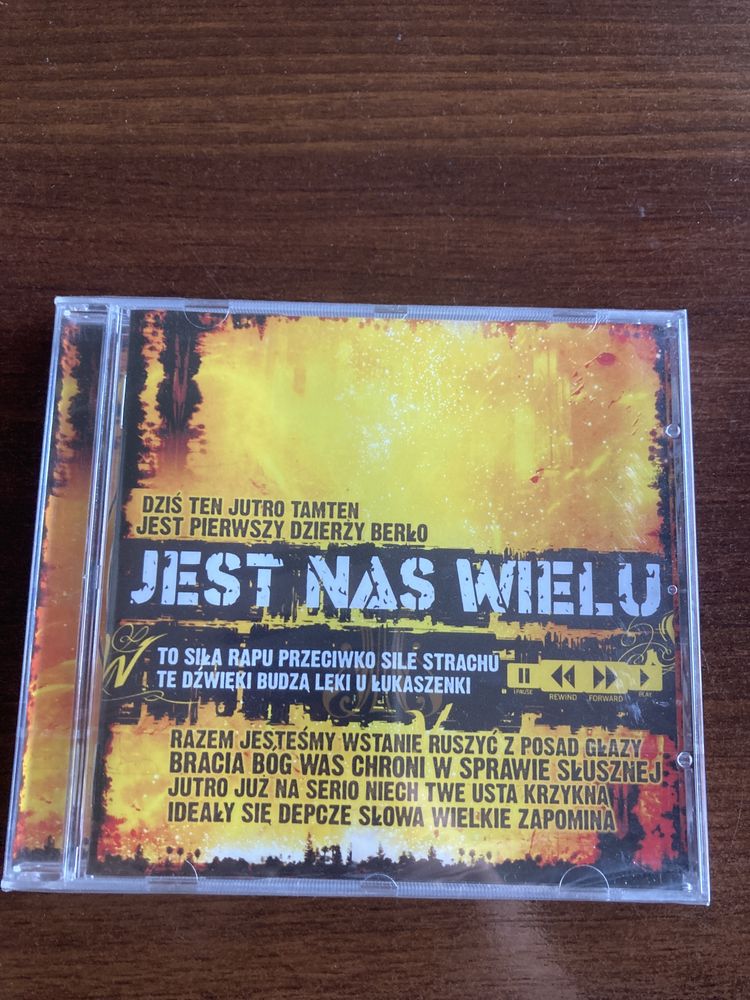 DZIŚ TEN JUTRO TAMTEN
JEST PIERWSZY DZIERŻY BERŁO
JEST NAS WIELU
TO SIŁA RAPU PRZECIWKO SILE STRACHU
TE DŹWIĘKI BUDZĄ LEKI U ŁUKASZENKI
PAUSE
REWIND
FORWARD
PLAY
RAZEM JESTEŚMY WSTANIE RUSZYĆ Z POSAD GŁAZY
BRACIA BÓG WAS CHRONI W SPRAWIE SŁUSZNEJ
JUTRO JUŻ NA SERIO NIECH TWE USTA KRZYKNĄ
IDEAŁY SIĘ DEPCZE SŁOWA WIELKIE ZAPOMINA